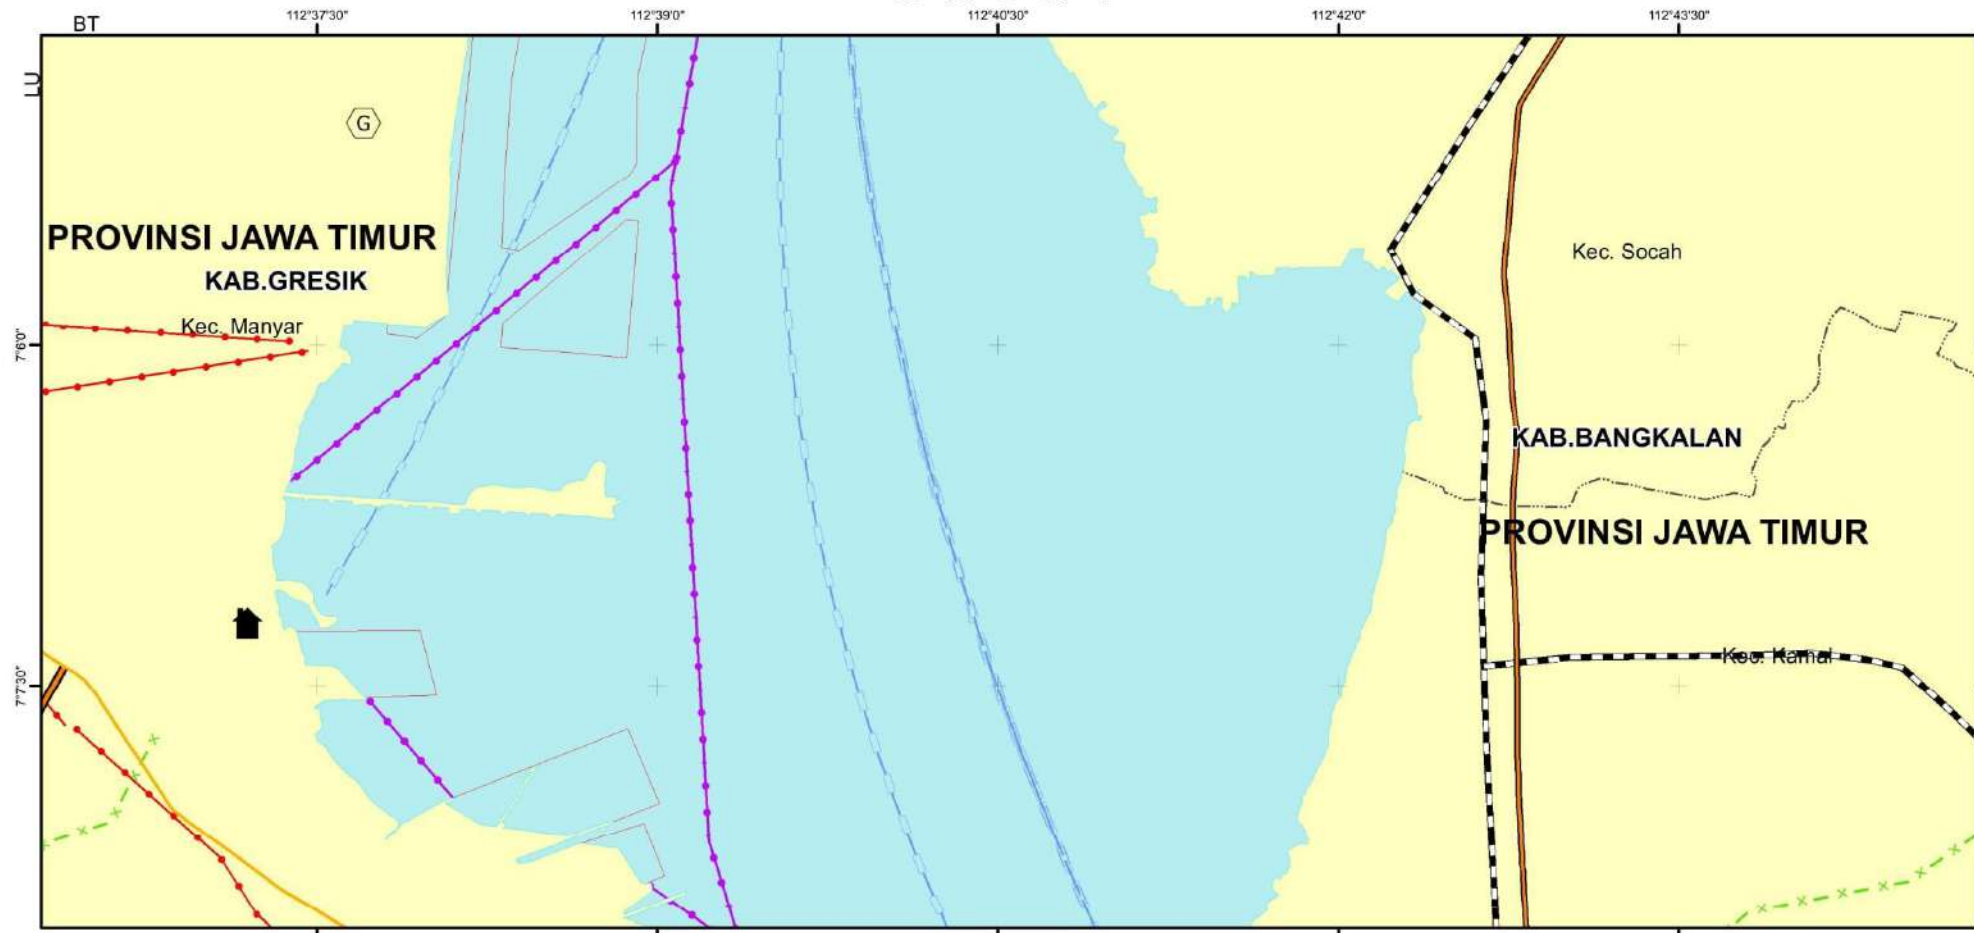 BT
112°37'30"
112°39'0"
112°40'30"
112°42'0"
112°43'30"
LU
G
PROVINSI JAWA TIMUR
KAB.GRESIK
Kec. Socah
Kec. Manyar
7°6'0"
KAB.BANGKALAN
PROVINSI JAWA TIMUR
Kec. Kamal
7°7'30"